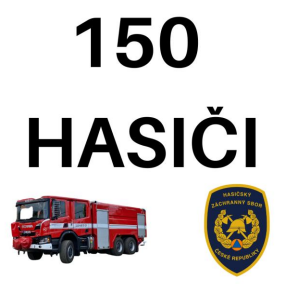 150
HASIČI
HASIČSKÝ
ZÁCHRANNÝ SBOR
ČESKÉ REPUBLIKY